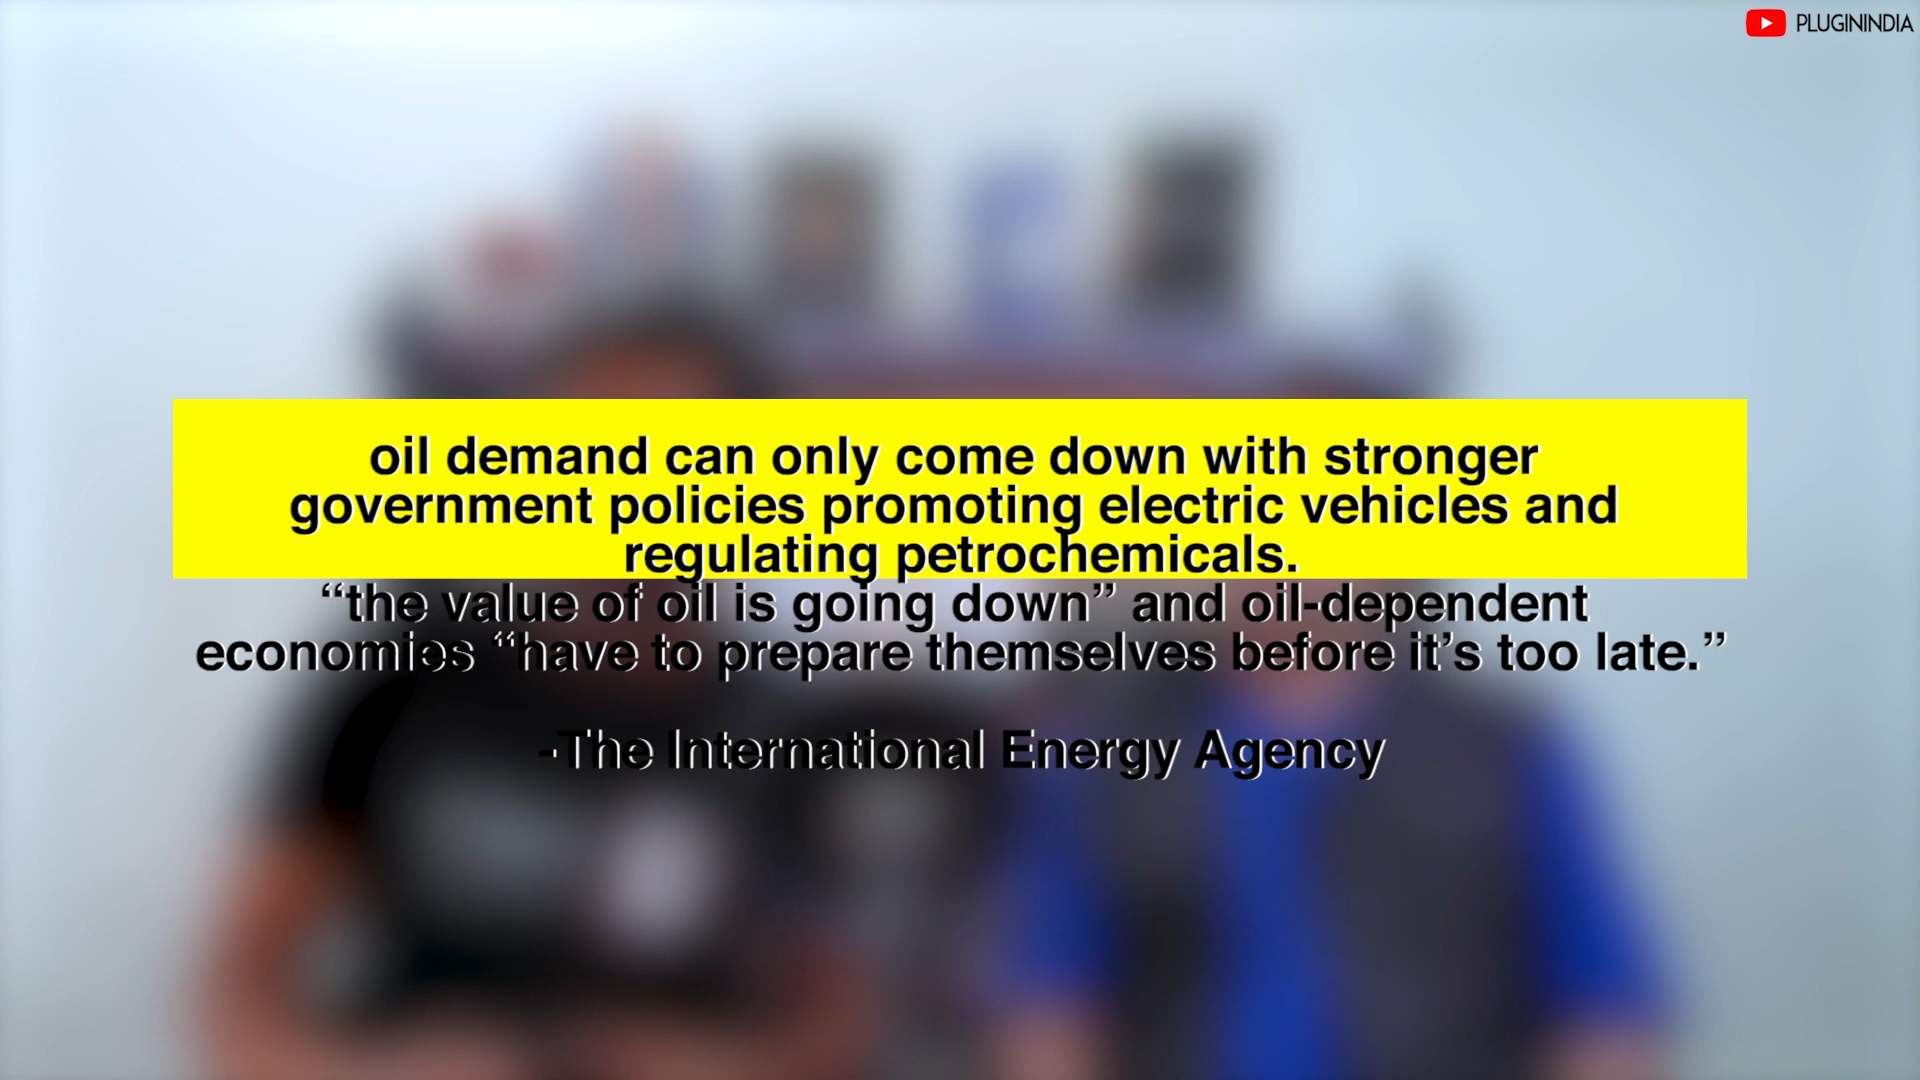 PLUGININDIA
oil demand can only come down with stronger
government policies promoting electric vehicles and
regulating petrochemicals.
“the value of oil is going down” and oil-dependent
economies “have to prepare themselves before it’s too late.”
-The International Energy Agency